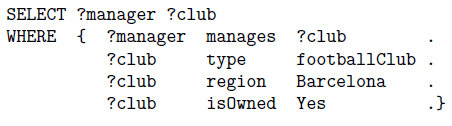 SELECT ?manager ?club
WHERE { ?manager manages ?club .
?club type footballClub .
?club region Barcelona .
?club isOwned Yes .}